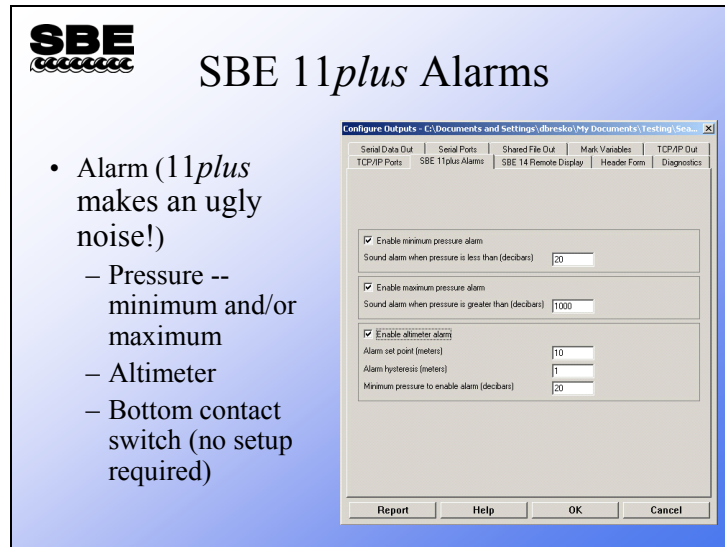 SBE
SBE 11plus Alarms
• Alarm (11plus
makes an ugly
noise!)
– Pressure --
minimum and/or
maximum
– Altimeter
– Bottom contact
switch (no setup
required)
Configure Outputs - C:\Documents and Settings\dbresko\My Documents\Testing\Sea...
Serial Data Out Serial Ports Shared File Out Mark Variables TCP/IP Out
TCP/IP Ports SBE 11plus Alarms SBE 14 Remote Display Header Form Diagnostics
Enable minimum pressure alarm
Sound alarm when pressure is less than (decibars) 20
Enable maximum pressure alarm
Sound alarm when pressure is greater than (decibars) 1000
Enable altimeter alarm
Alarm set point (meters) 10
Alarm hysteresis (meters) 1
Minimum pressure to enable alarm (decibars) 20
Report Help OK Cancel